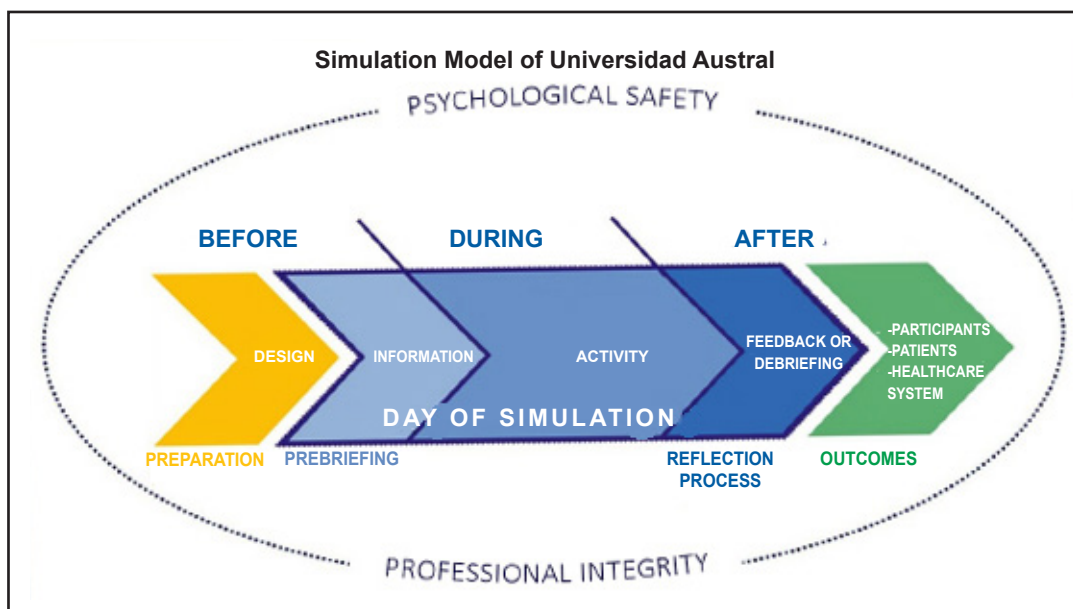 Simulation Model of Universidad Austral
PSYCHOLOGICAL SAFETY
BEFORE
DURING
AFTER
DESIGN
INFORMATION
ACTIVITY
FEEDBACK OR
DEBRIEFING
-PARTICIPANTS
-PATIENTS
-HEALTHCARE
SYSTEM
DAY OF SIMULATION
PREPARATION
PREBRIEFING
REFLECTION
PROCESS
OUTCOMES
PROFESSIONAL INTEGRITY